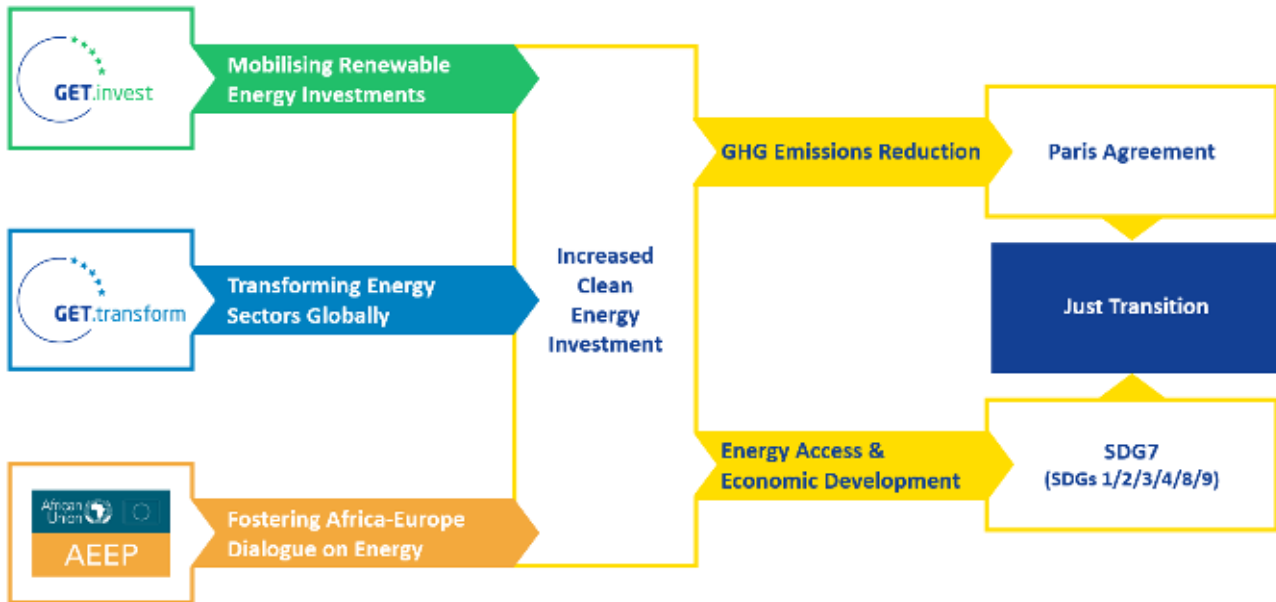 GET.invest
Mobilising Renewable
Energy Investments
GHG Emissions Reduction
Paris Agreement
GET.transform
Transforming Energy
Sectors Globally
Increased
Clean
Energy
Investment
Just Transition
African
Union
AEEP
Fostering Africa-Europe
Dialogue on Energy
Energy Access &
Economic Development
SDG7
(SDGs 1/2/3/4/8/9)